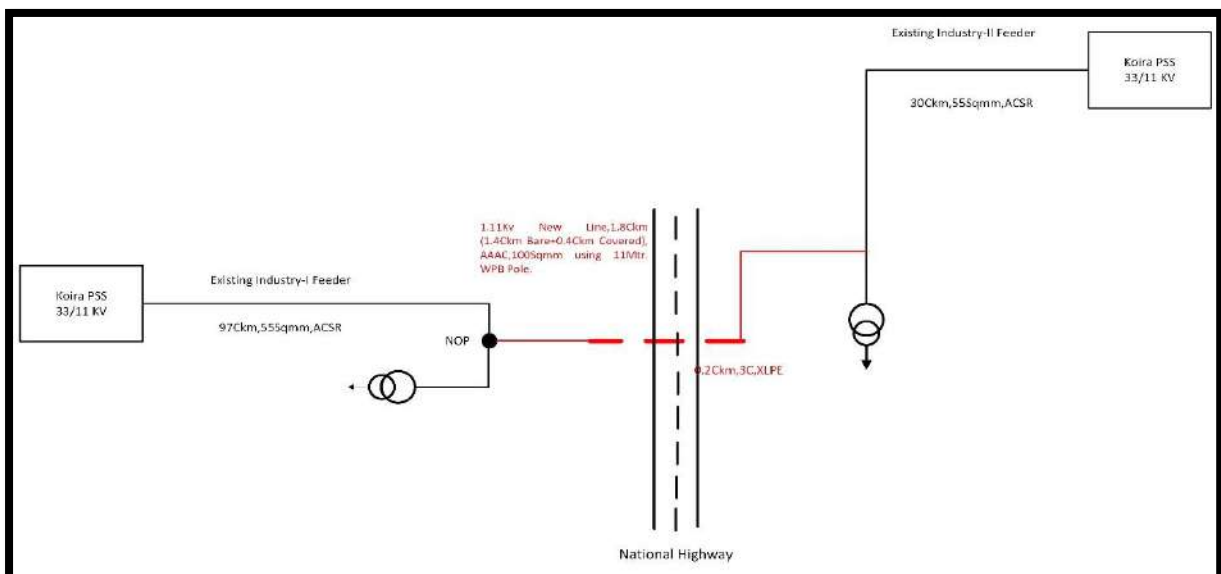 Existing Industry-II Feeder
Koira PSS
33/11 KV
30Ckm,55Sqmm,ACSR
1.11Kv New Line,1.8Ckm
(1.4Ckm Bare+0.4Ckm Covered),
AAAC,100Sqmm using 11Mtr.
WPB Pole.
Existing Industry-I Feeder
Koira PSS
33/11 KV
97Ckm,55Sqmm,ACSR
NOP
0.2Ckm,3C,XLPE
National Highway